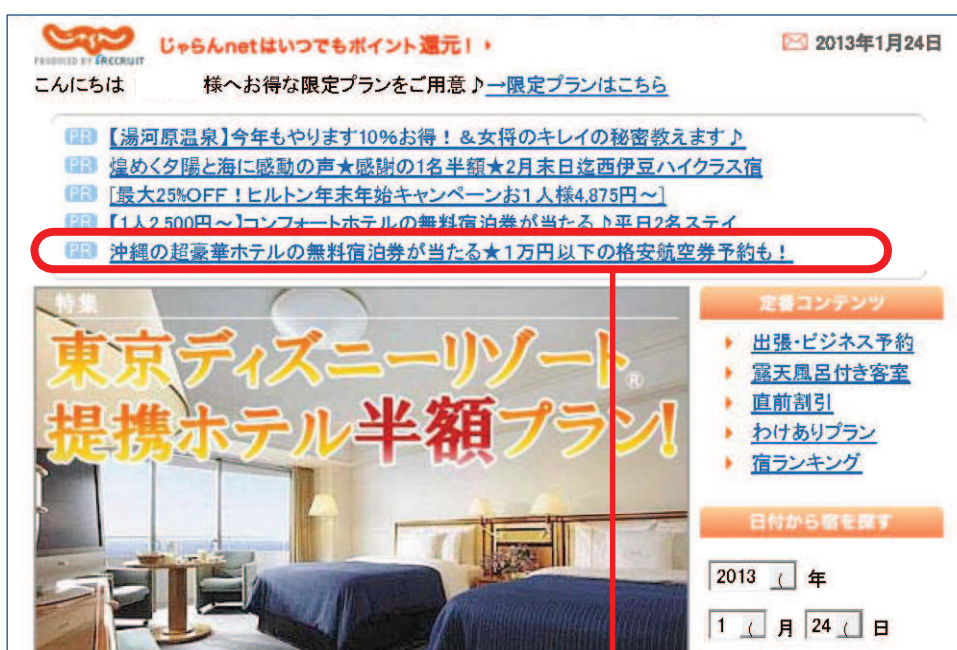 じゃらんnetはいつでもポイント還元！
2013年1月24日
PRODUCED BY RECRUIT
こんにちは 様へお得な限定プランをご用意♪→限定プランはこちら
PR 【湯河原温泉】今年もやります10%お得！＆女将のキレイの秘密教えます♪
PR 煌めく夕陽と海に感動の声★感謝の1名半額★2月末日迄西伊豆ハイクラス宿
PR [最大25%OFF！ヒルトン年末年始キャンペーンお1人様4,875円～]
PR 【1人2,500円～】コンフォートホテルの無料宿泊券が当たる♪平日2名ステイ
PR 沖縄の超豪華ホテルの無料宿泊券が当たる★1万円以下の格安航空券予約も！
特集
東京ディズニーリゾート®
提携ホテル半額プラン!
定番コンテンツ
出張・ビジネス予約
露天風呂付き客室
直前割引
わけありプラン
宿ランキング
日付から宿を探す
2013 年
1 月 24 日